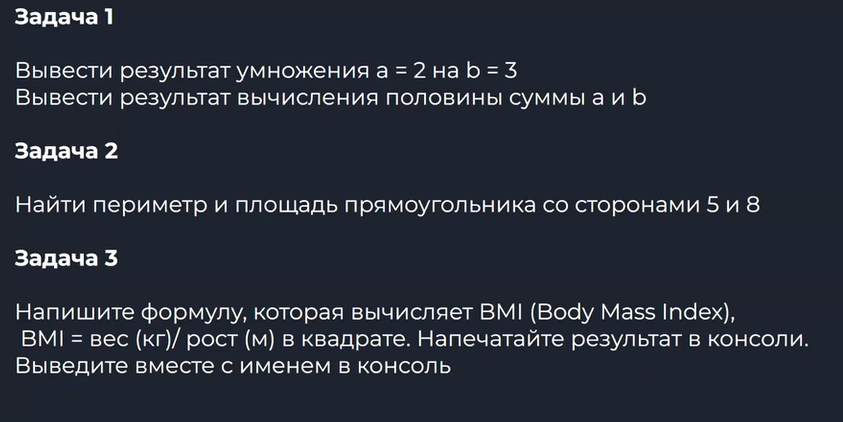 Задача 1
Вывести результат умножения a = 2 на b = 3
Вывести результат вычисления половины суммы a и b
Задача 2
Найти периметр и площадь прямоугольника со сторонами 5 и 8
Задача 3
Напишите формулу, которая вычисляет BMI (Body Mass Index),
BMI = вес (кг)/ рост (м) в квадрате. Напечатайте результат в консоли.
Выведите вместе с именем в консоль